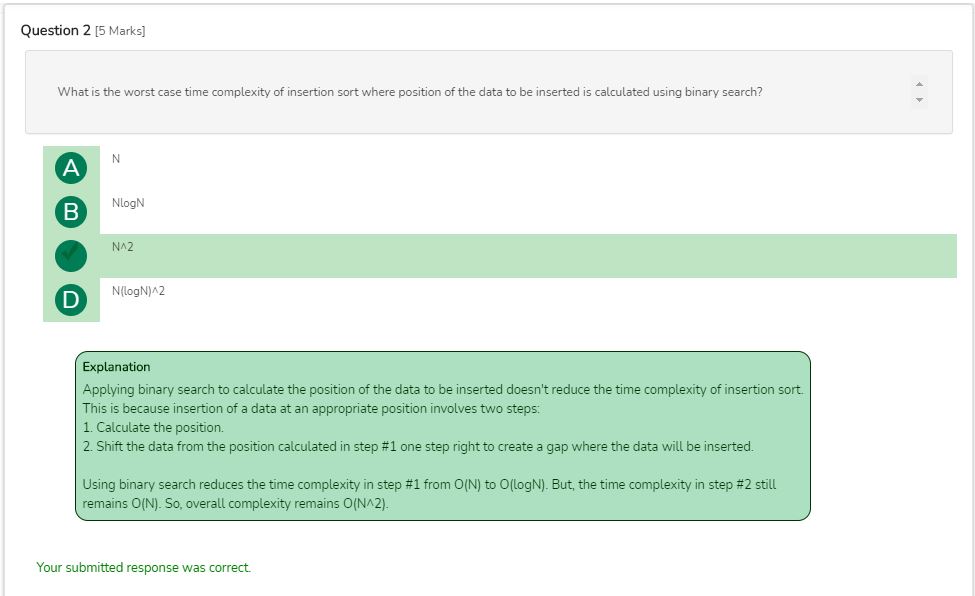 Question 2 [5 Marks]
What is the worst case time complexity of insertion sort where position of the data to be inserted is calculated using binary search?
A N
B NlogN
N^2
D N(logN)^2
Explanation
Applying binary search to calculate the position of the data to be inserted doesn't reduce the time complexity of insertion sort.
This is because insertion of a data at an appropriate position involves two steps:
1. Calculate the position.
2. Shift the data from the position calculated in step #1 one step right to create a gap where the data will be inserted.
Using binary search reduces the time complexity in step #1 from O(N) to O(logN). But, the time complexity in step #2 still
remains O(N). So, overall complexity remains O(N^2).
Your submitted response was correct.